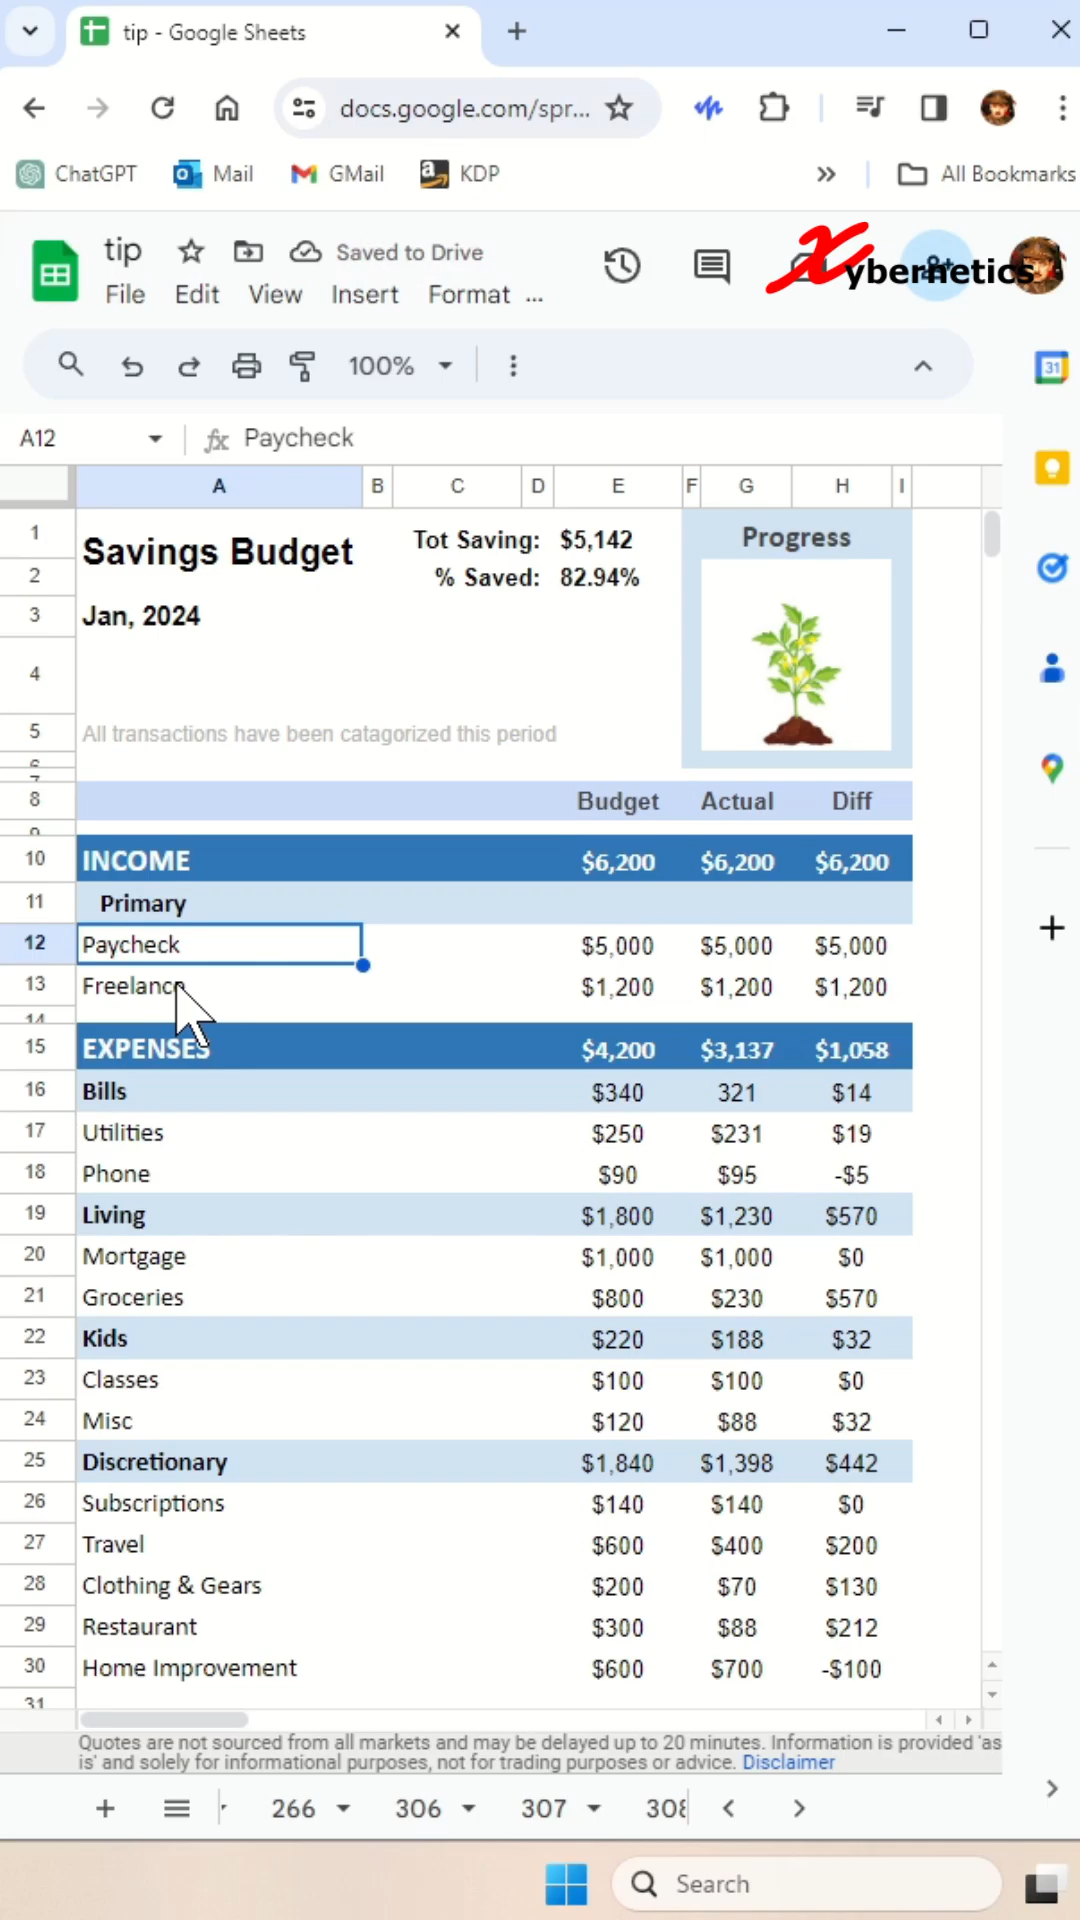 tip - Google Sheets
docs.google.com/spr...
ChatGPT Mail GMail KDP All Bookmarks
tip Saved to Drive
Xybernetics
File Edit View Insert Format ...
100%
A12 fx Paycheck
A B C D E F G H I
1 Savings Budget Tot Saving: $5,142 Progress
2 % Saved: 82.94%
3 Jan, 2024
4
5 All transactions have been catagorized this period
6
7
8 Budget Actual Diff
9
10 INCOME $6,200 $6,200 $6,200
11 Primary
12 Paycheck $5,000 $5,000 $5,000
13 Freelance $1,200 $1,200 $1,200
14
15 EXPENSES $4,200 $3,137 $1,058
16 Bills $340 321 $14
17 Utilities $250 $231 $19
18 Phone $90 $95 -$5
19 Living $1,800 $1,230 $570
20 Mortgage $1,000 $1,000 $0
21 Groceries $800 $230 $570
22 Kids $220 $188 $32
23 Classes $100 $100 $0
24 Misc $120 $88 $32
25 Discretionary $1,840 $1,398 $442
26 Subscriptions $140 $140 $0
27 Travel $600 $400 $200
28 Clothing & Gears $200 $70 $130
29 Restaurant $300 $88 $212
30 Home Improvement $600 $700 -$100
31
Quotes are not sourced from all markets and may be delayed up to 20 minutes. Information is provided 'as
is' and solely for informational purposes, not for trading purposes or advice. Disclaimer
266 306 307 308
Search
31